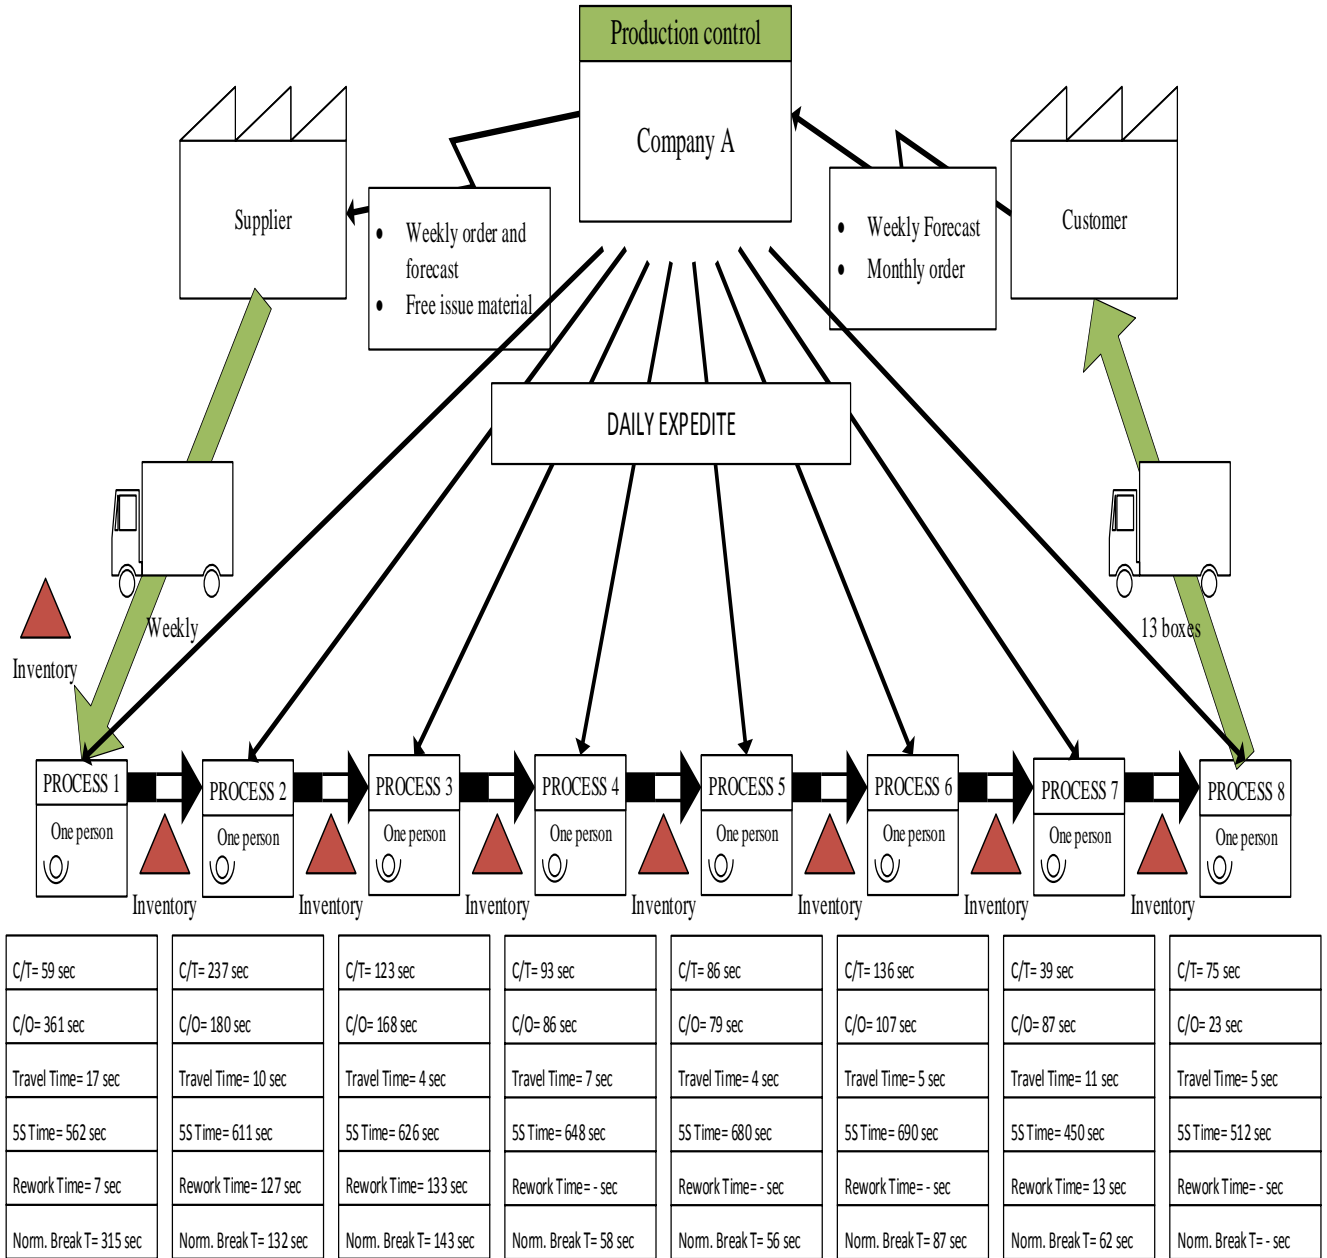 Production control
Company A
Supplier
• Weekly order and
forecast
• Free issue material
• Weekly Forecast
• Monthly order
Customer
DAILY EXPEDITE
Weekly
13 boxes
Inventory
PROCESS 1
One person
PROCESS 2
One person
PROCESS 3
One person
PROCESS 4
One person
PROCESS 5
One person
PROCESS 6
One person
PROCESS 7
One person
PROCESS 8
One person
Inventory
Inventory
Inventory
Inventory
Inventory
Inventory
Inventory
C/T= 59 sec
C/O= 361 sec
Travel Time= 17 sec
5S Time= 562 sec
Rework Time= 7 sec
Norm. Break T= 315 sec
C/T= 237 sec
C/O= 180 sec
Travel Time= 10 sec
5S Time= 611 sec
Rework Time= 127 sec
Norm. Break T= 132 sec
C/T= 123 sec
C/O= 168 sec
Travel Time= 4 sec
5S Time= 626 sec
Rework Time= 133 sec
Norm. Break T= 143 sec
C/T= 93 sec
C/O= 86 sec
Travel Time= 7 sec
5S Time= 648 sec
Rework Time= - sec
Norm. Break T= 58 sec
C/T= 86 sec
C/O= 79 sec
Travel Time= 4 sec
5S Time= 680 sec
Rework Time= - sec
Norm. Break T= 56 sec
C/T= 136 sec
C/O= 107 sec
Travel Time= 5 sec
5S Time= 690 sec
Rework Time= - sec
Norm. Break T= 87 sec
C/T= 39 sec
C/O= 87 sec
Travel Time= 11 sec
5S Time= 450 sec
Rework Time= 13 sec
Norm. Break T= 62 sec
C/T= 75 sec
C/O= 23 sec
Travel Time= 5 sec
5S Time= 512 sec
Rework Time= - sec
Norm. Break T= - sec